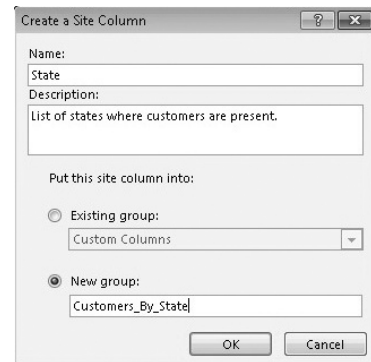 Create a Site Column
Name:
State
Description:
List of states where customers are present.
Put this site column into:
Existing group:
Custom Columns
New group:
Customers_By_State
OK Cancel